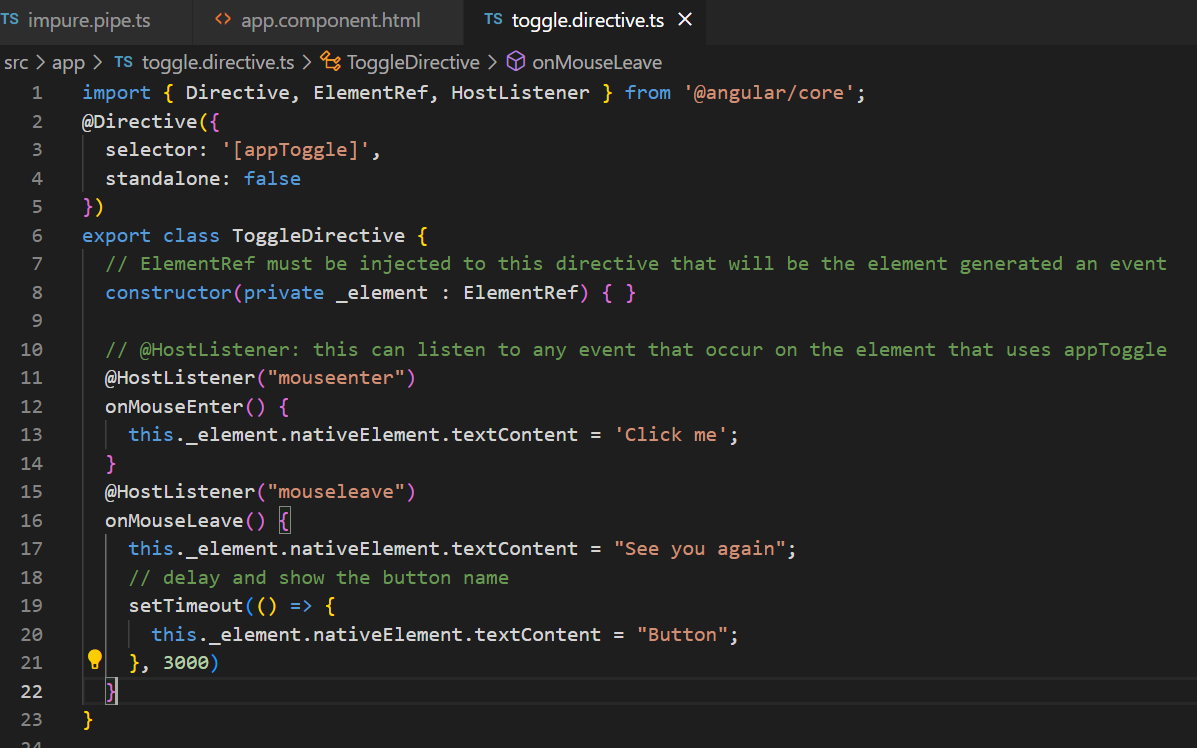 TS impure.pipe.ts <> app.component.html TS toggle.directive.ts ×
src > app > TS toggle.directive.ts > ToggleDirective > onMouseLeave
1 import { Directive, ElementRef, HostListener } from '@angular/core';
2 @Directive({
3 selector: '[appToggle]',
4 standalone: false
5 })
6 export class ToggleDirective {
7 // ElementRef must be injected to this directive that will be the element generated an event
8 constructor(private _element : ElementRef) { }
9
10 // @HostListener: this can listen to any event that occur on the element that uses appToggle
11 @HostListener("mouseenter")
12 onMouseEnter() {
13 this._element.nativeElement.textContent = 'Click me';
14 }
15 @HostListener("mouseleave")
16 onMouseLeave() {
17 this._element.nativeElement.textContent = "See you again";
18 // delay and show the button name
19 setTimeout(() => {
20 this._element.nativeElement.textContent = "Button";
21 }, 3000)
22 }
23 }
24